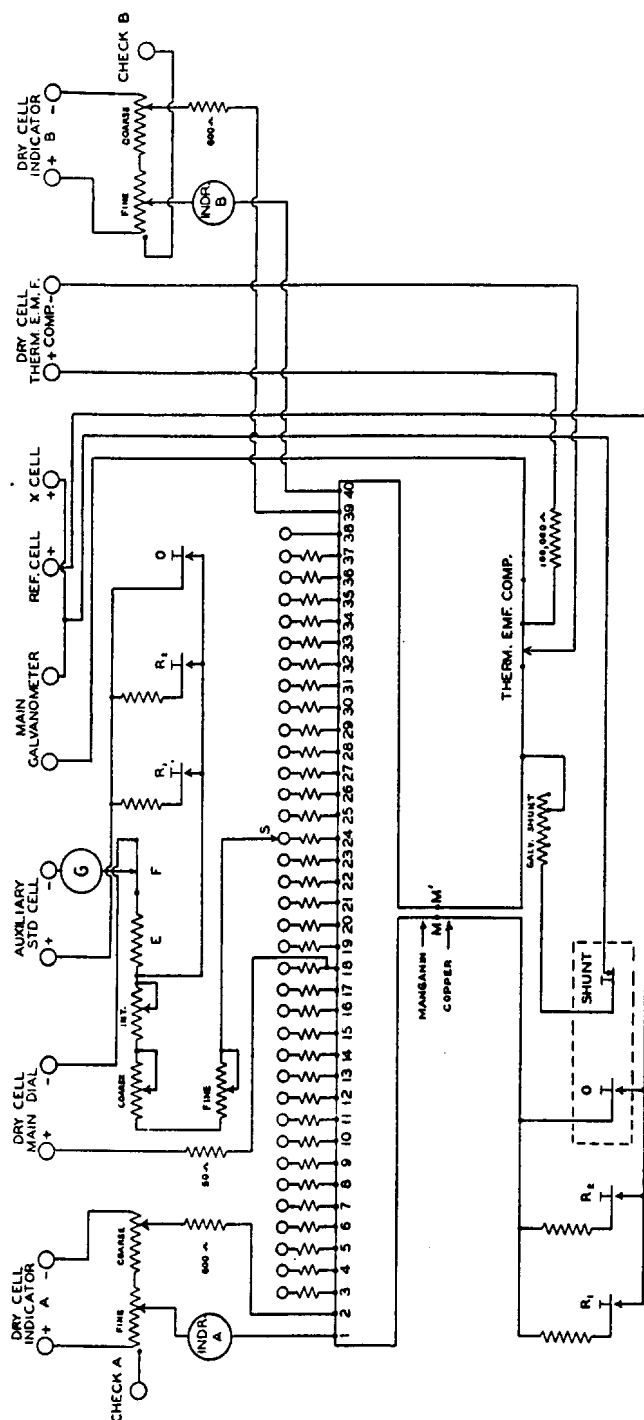 DRY CELL
INDICATOR
+ A -
DRY CELL
MAIN DIAL
+ -
AUXILIARY
STD CELL
+ -
MAIN
GALVANOMETER
REF. CELL
+
X CELL
+
DRY CELL
THERM. E. M. F.
+ COMP. -
DRY CELL
INDICATOR
+ B -
CHECK A
CHECK B
FINE
COARSE
COARSE
INT.
E
F
G
R₁
R₂
O
FINE
COARSE
INDR.
A
600 Ω
50 Ω
FINE
S
INDR.
B
600 Ω
1 2 3 4 5 6 7 8 9 10 11 12 13 14 15 16 17 18 19 20 21 22 23 24 25 26 27 28 29 30 31 32 33 34 35 36 37 38 39 40
MANGANIN
M M'
COPPER
THERM. EMF. COMP.
100,000 Ω
GALV. SHUNT
R₁
R₂
O
SHUNT